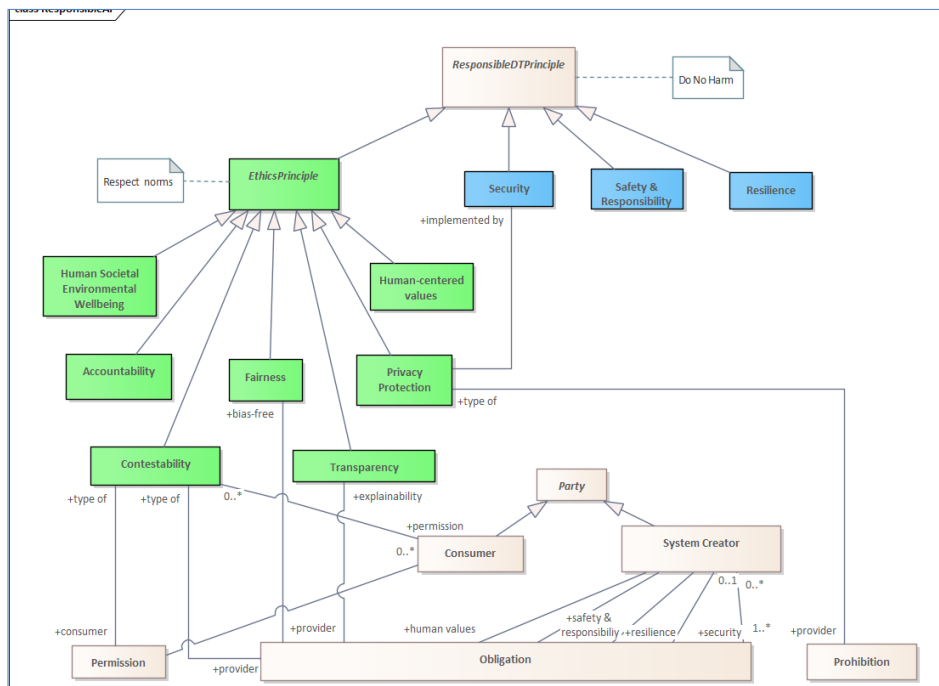 class ResponsibleAI
ResponsibleDTPrinciple
Do No Harm
Respect norms
EthicsPrinciple
Security
Safety &
Responsibility
Resilience
+implemented by
Human Societal
Environmental
Wellbeing
Human-centered
values
Accountability
Fairness
Privacy
Protection
+bias-free
+type of
Contestability
Transparency
+type of
+type of
0..*
+explainability
Party
+permission
0..*
Consumer
System Creator
0..1
0..*
+consumer
+provider
+human values
+safety &
responsibiliy
+resilience
+security
1..*
+provider
Permission
+provider
Obligation
Prohibition